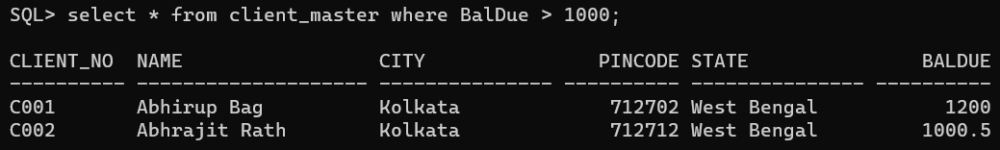 SQL> select * from client_master where BalDue > 1000;

CLIENT_NO  NAME                 CITY               PINCODE STATE               BALDUE
---------- -------------------- --------------- ---------- --------------- ----------
C001       Abhirup Bag          Kolkata             712702 West Bengal           1200
C002       Abhrajit Rath        Kolkata             712712 West Bengal         1000.5